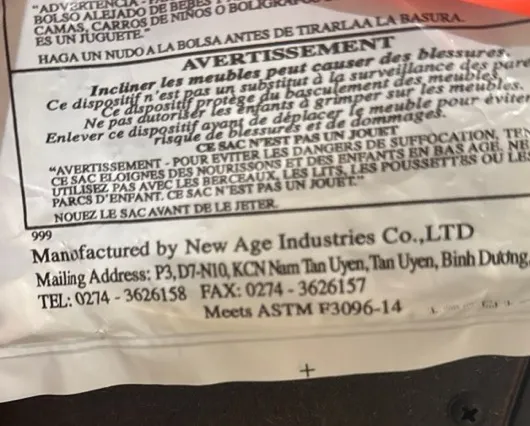 "ADVERTENCIA -
BOLSO ALEJADO DE BEBES
CAMAS, CARROS DE NIÑOS O BOLIGRAFOS
ES UN JUGUETE."
HAGA UN NUDO A LA BOLSA ANTES DE TIRARLA A LA BASURA.
AVERTISSEMENT
Incliner les meubles peut causer des blessures.
Ce dispositif n'est pas un substitut à la surveillance des
Ce dispositif protège du basculement des meubles.
Ne pas autoriser les enfants à grimper sur les meubles.
Enlever ce dispositif avant de déplacer le meuble pour éviter
risque de blessures et de dommages.
CE SAC N'EST PAS UN JOUET
"AVERTISSEMENT - POUR EVITER LES DANGERS DE SUFFOCATION,
CE SAC ELOIGNES DES NOURISSONS ET DES ENFANTS EN BAS AGE, NE
UTILISEZ PAS AVEC LES BERCEAUX, LES LITS, LES POUSSETTES OU LES
PARCS D'ENFANT. CE SAC N'EST PAS UN JOUET."
NOUEZ LE SAC AVANT DE LE JETER.
999
Manofactured by New Age Industries Co.,LTD
Mailing Address: P3, D7-N10, KCN Nam Tan Uyen, Tan Uyen, Binh Dương,
TEL: 0274 - 3626158 FAX: 0274 - 3626157
Meets ASTM F3096-14